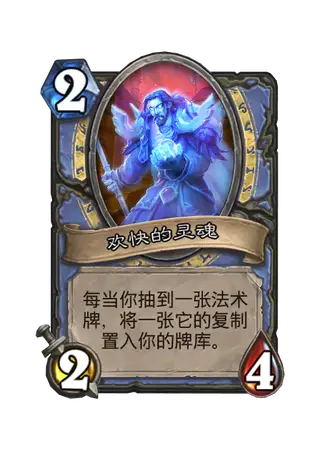 2
欢快的灵魂
每当你抽到一张法术
牌，将一张它的复制
置入你的牌库。
2
4